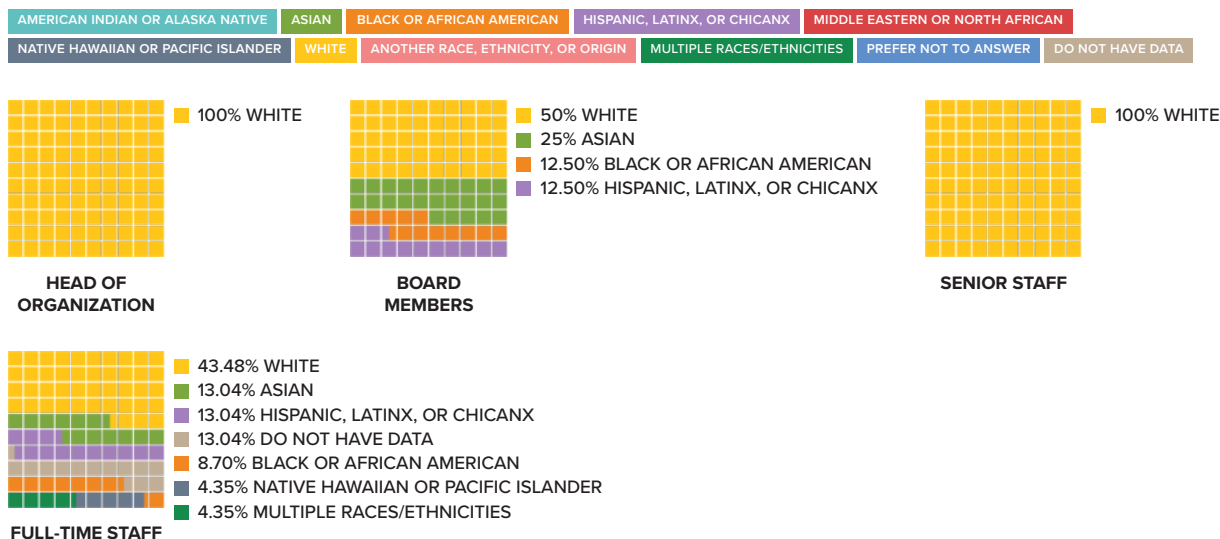 AMERICAN INDIAN OR ALASKA NATIVE ASIAN BLACK OR AFRICAN AMERICAN HISPANIC, LATINX, OR CHICANX MIDDLE EASTERN OR NORTH AFRICAN
NATIVE HAWAIIAN OR PACIFIC ISLANDER WHITE ANOTHER RACE, ETHNICITY, OR ORIGIN MULTIPLE RACES/ETHNICITIES PREFER NOT TO ANSWER DO NOT HAVE DATA
100% WHITE
HEAD OF
ORGANIZATION
50% WHITE
25% ASIAN
12.50% BLACK OR AFRICAN AMERICAN
12.50% HISPANIC, LATINX, OR CHICANX
BOARD
MEMBERS
100% WHITE
SENIOR STAFF
43.48% WHITE
13.04% ASIAN
13.04% HISPANIC, LATINX, OR CHICANX
13.04% DO NOT HAVE DATA
8.70% BLACK OR AFRICAN AMERICAN
4.35% NATIVE HAWAIIAN OR PACIFIC ISLANDER
4.35% MULTIPLE RACES/ETHNICITIES
FULL-TIME STAFF